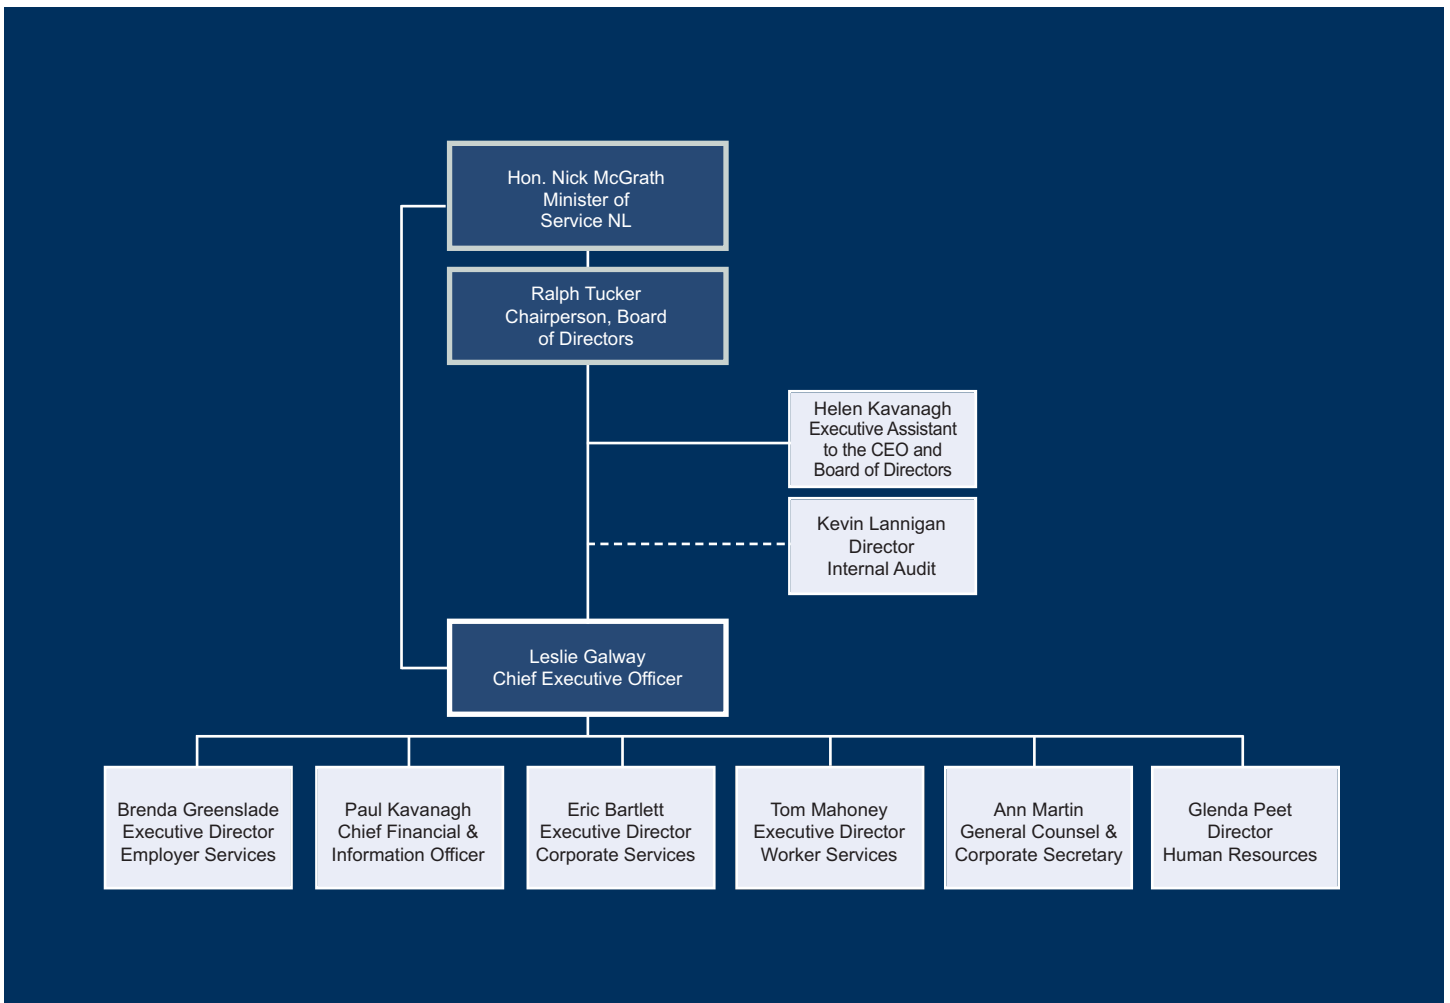 Hon. Nick McGrath
Minister of
Service NL
Ralph Tucker
Chairperson, Board
of Directors
Helen Kavanagh
Executive Assistant
to the CEO and
Board of Directors
Kevin Lannigan
Director
Internal Audit
Leslie Galway
Chief Executive Officer
Brenda Greenslade
Executive Director
Employer Services
Paul Kavanagh
Chief Financial &
Information Officer
Eric Bartlett
Executive Director
Corporate Services
Tom Mahoney
Executive Director
Worker Services
Ann Martin
General Counsel &
Corporate Secretary
Glenda Peet
Director
Human Resources